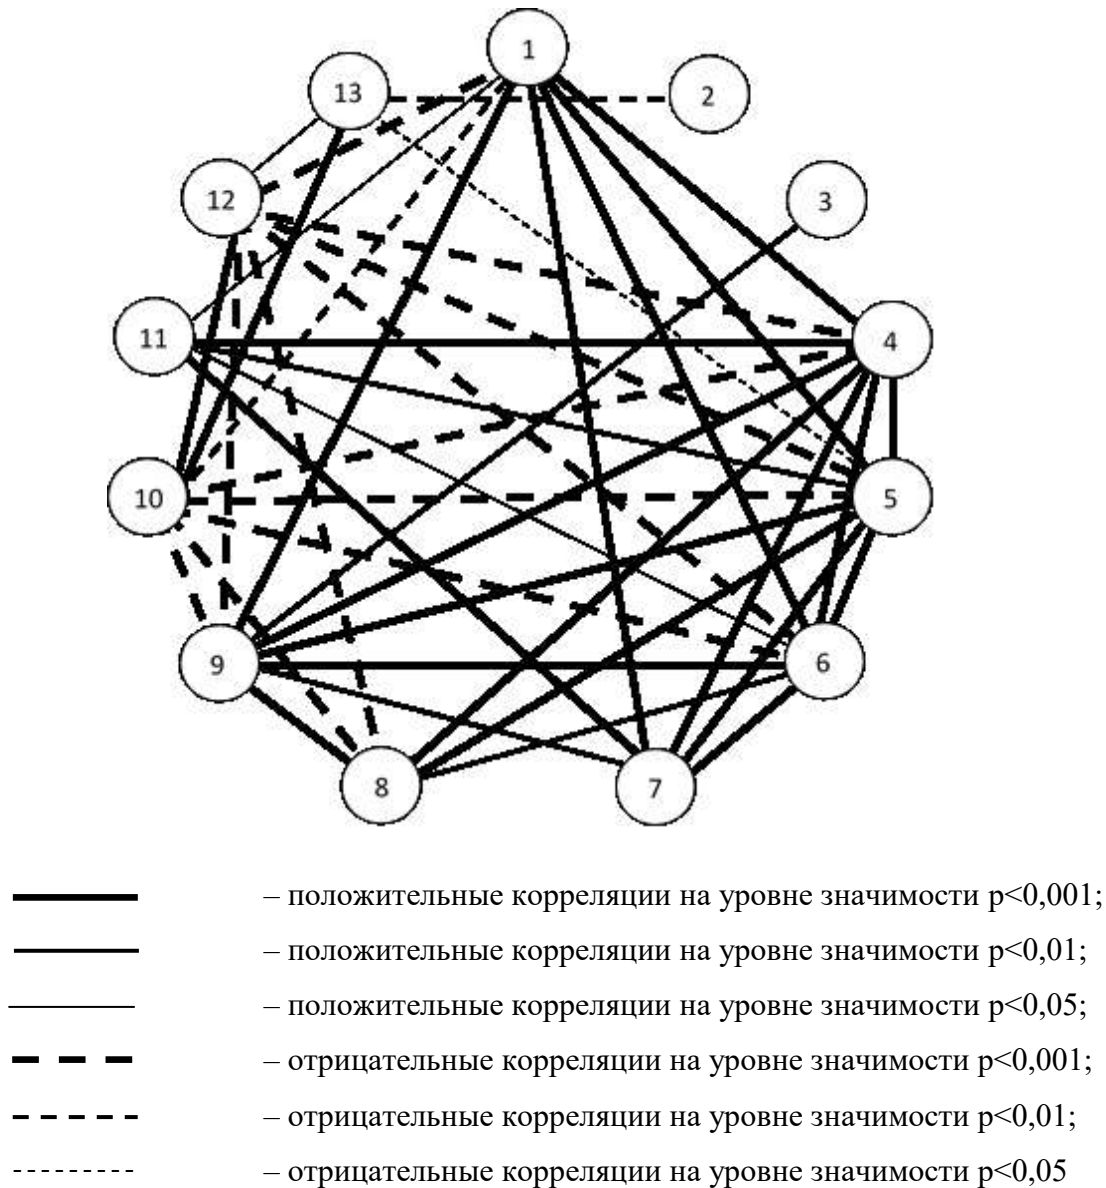 1
13
2
12
3
11
4
10
5
9
6
8
7
– положительные корреляции на уровне значимости p<0,001;
– положительные корреляции на уровне значимости p<0,01;
– положительные корреляции на уровне значимости p<0,05;
– отрицательные корреляции на уровне значимости p<0,001;
– отрицательные корреляции на уровне значимости p<0,01;
– отрицательные корреляции на уровне значимости p<0,05